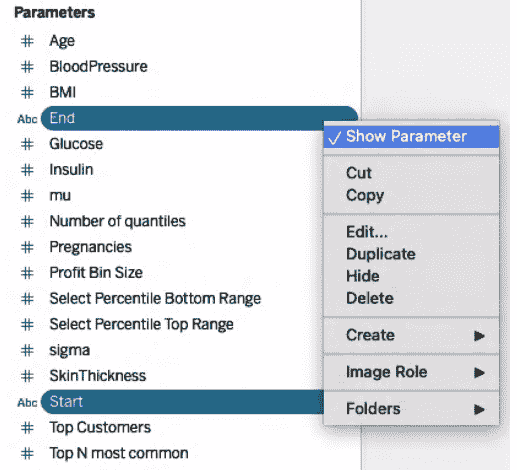 Parameters
# Age
# BloodPressure
# BMI
Abc End
# Glucose
# Insulin
# mu
# Number of quantiles
# Pregnancies
# Profit Bin Size
# Select Percentile Bottom Range
# Select Percentile Top Range
# sigma
# SkinThickness
Abc Start
# Top Customers
# Top N most common
✓ Show Parameter
Cut
Copy
Edit...
Duplicate
Hide
Delete
Create
Image Role
Folders